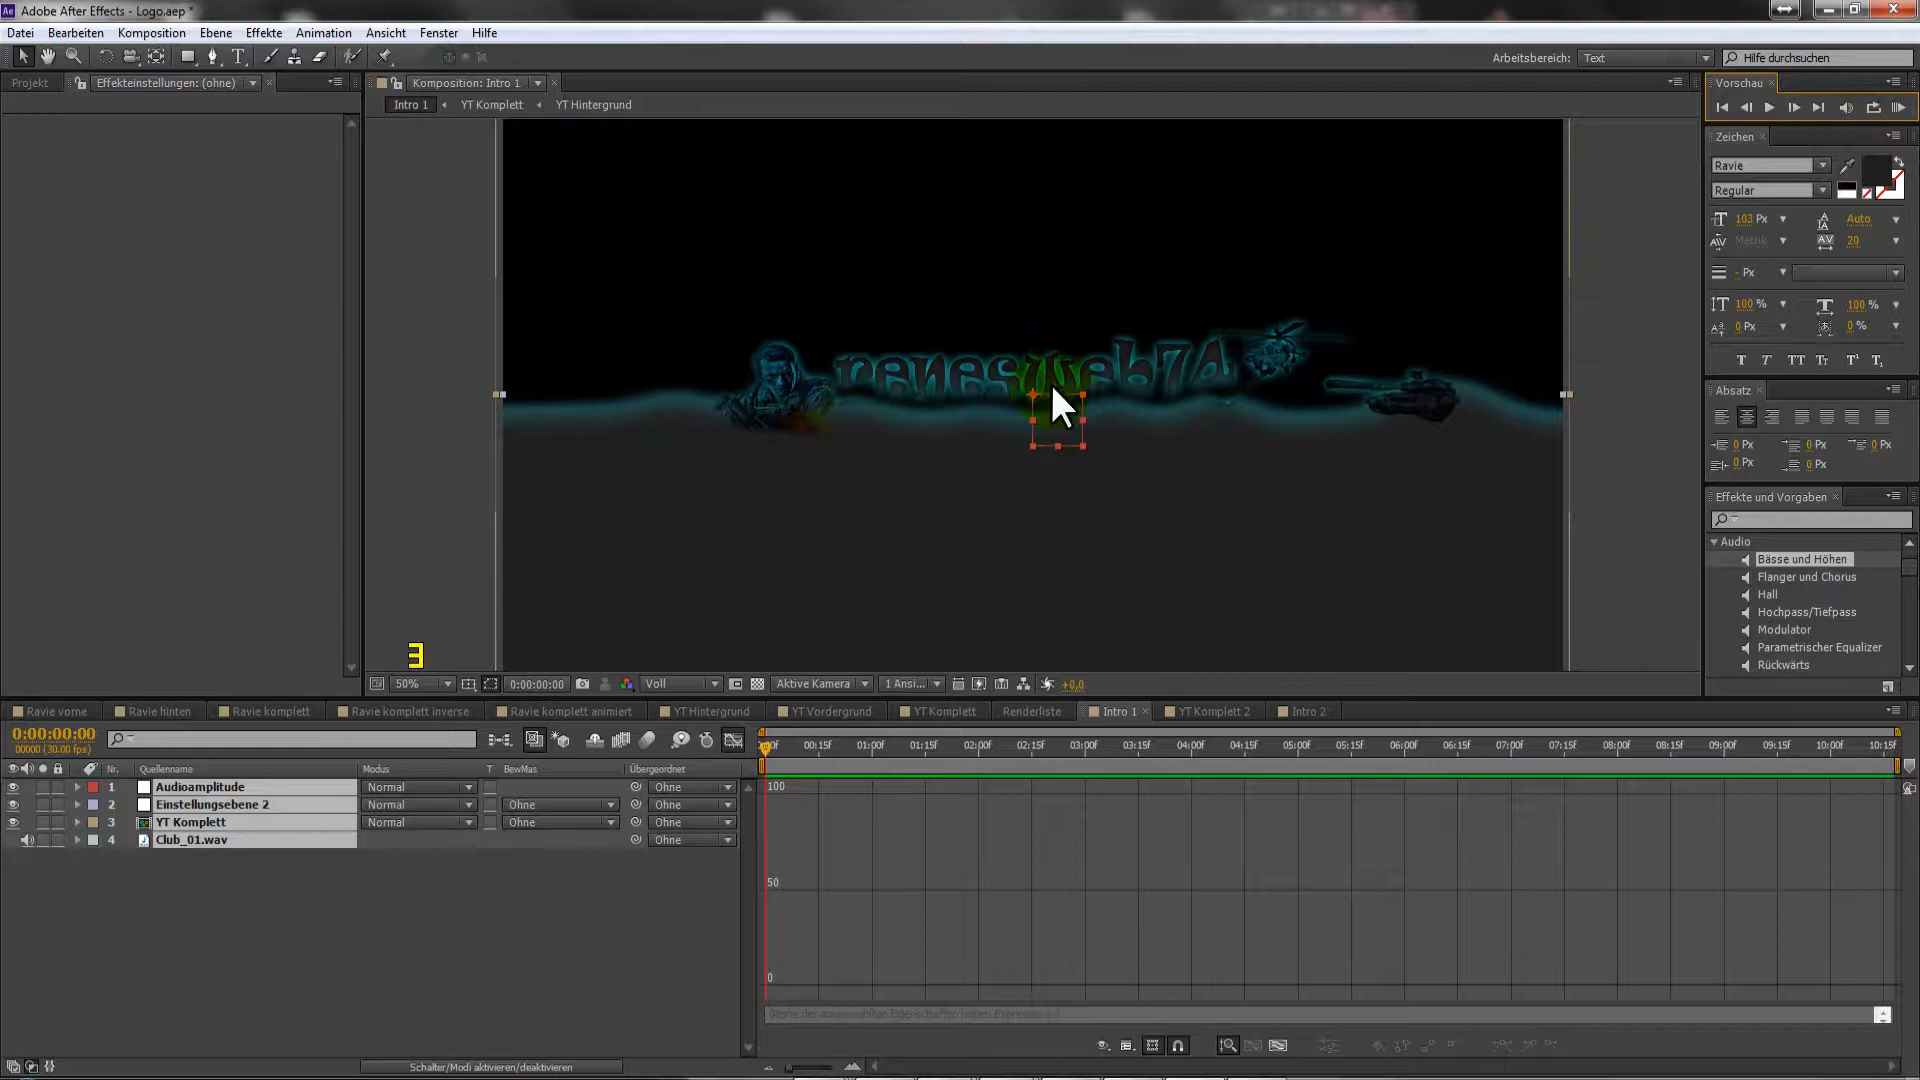 Adobe After Effects - Logo.aep *
Datei Bearbeiten Komposition Ebene Effekte Animation Ansicht Fenster Hilfe
Arbeitsbereich: Text Hilfe durchsuchen
Projekt Effekteinstellungen: (ohne) Komposition: Intro 1 Vorschau
Intro 1 YT Komplett YT Hintergrund
Zeichen
Ravie
Regular
103 Px Auto
Metrik 20
- Px
100 % 100 %
0 Px 0 %
renesweb74
Absatz
0 Px 0 Px 0 Px
0 Px 0 Px
Effekte und Vorgaben
Audio
Bässe und Höhen
Flanger und Chorus
Hall
Hochpass/Tiefpass
Modulator
Parametrischer Equalizer
Rückwärts
3
50% 0:00:00:00 Voll Aktive Kamera 1 Ansi... +0,0
Ravie vorne Ravie hinten Ravie komplett Ravie komplett inverse Ravie komplett animiert YT Hintergrund YT Vordergrund YT Komplett Renderliste Intro 1 YT Komplett 2 Intro 2
0:00:00:00
00000 (30.00 fps)
00:15f 01:00f 01:15f 02:00f 02:15f 03:00f 03:15f 04:00f 04:15f 05:00f 05:15f 06:00f 06:15f 07:00f 07:15f 08:00f 08:15f 09:00f 09:15f 10:00f 10:15f
Nr. Quellenname Modus T BewMas Übergeordnet
1 Audioamplitude Normal Ohne
2 Einstellungsebene 2 Normal Ohne Ohne
3 YT Komplett Normal Ohne Ohne
4 Club_01.wav Ohne
100
50
0
Schalter/Modi aktivieren/deaktivieren